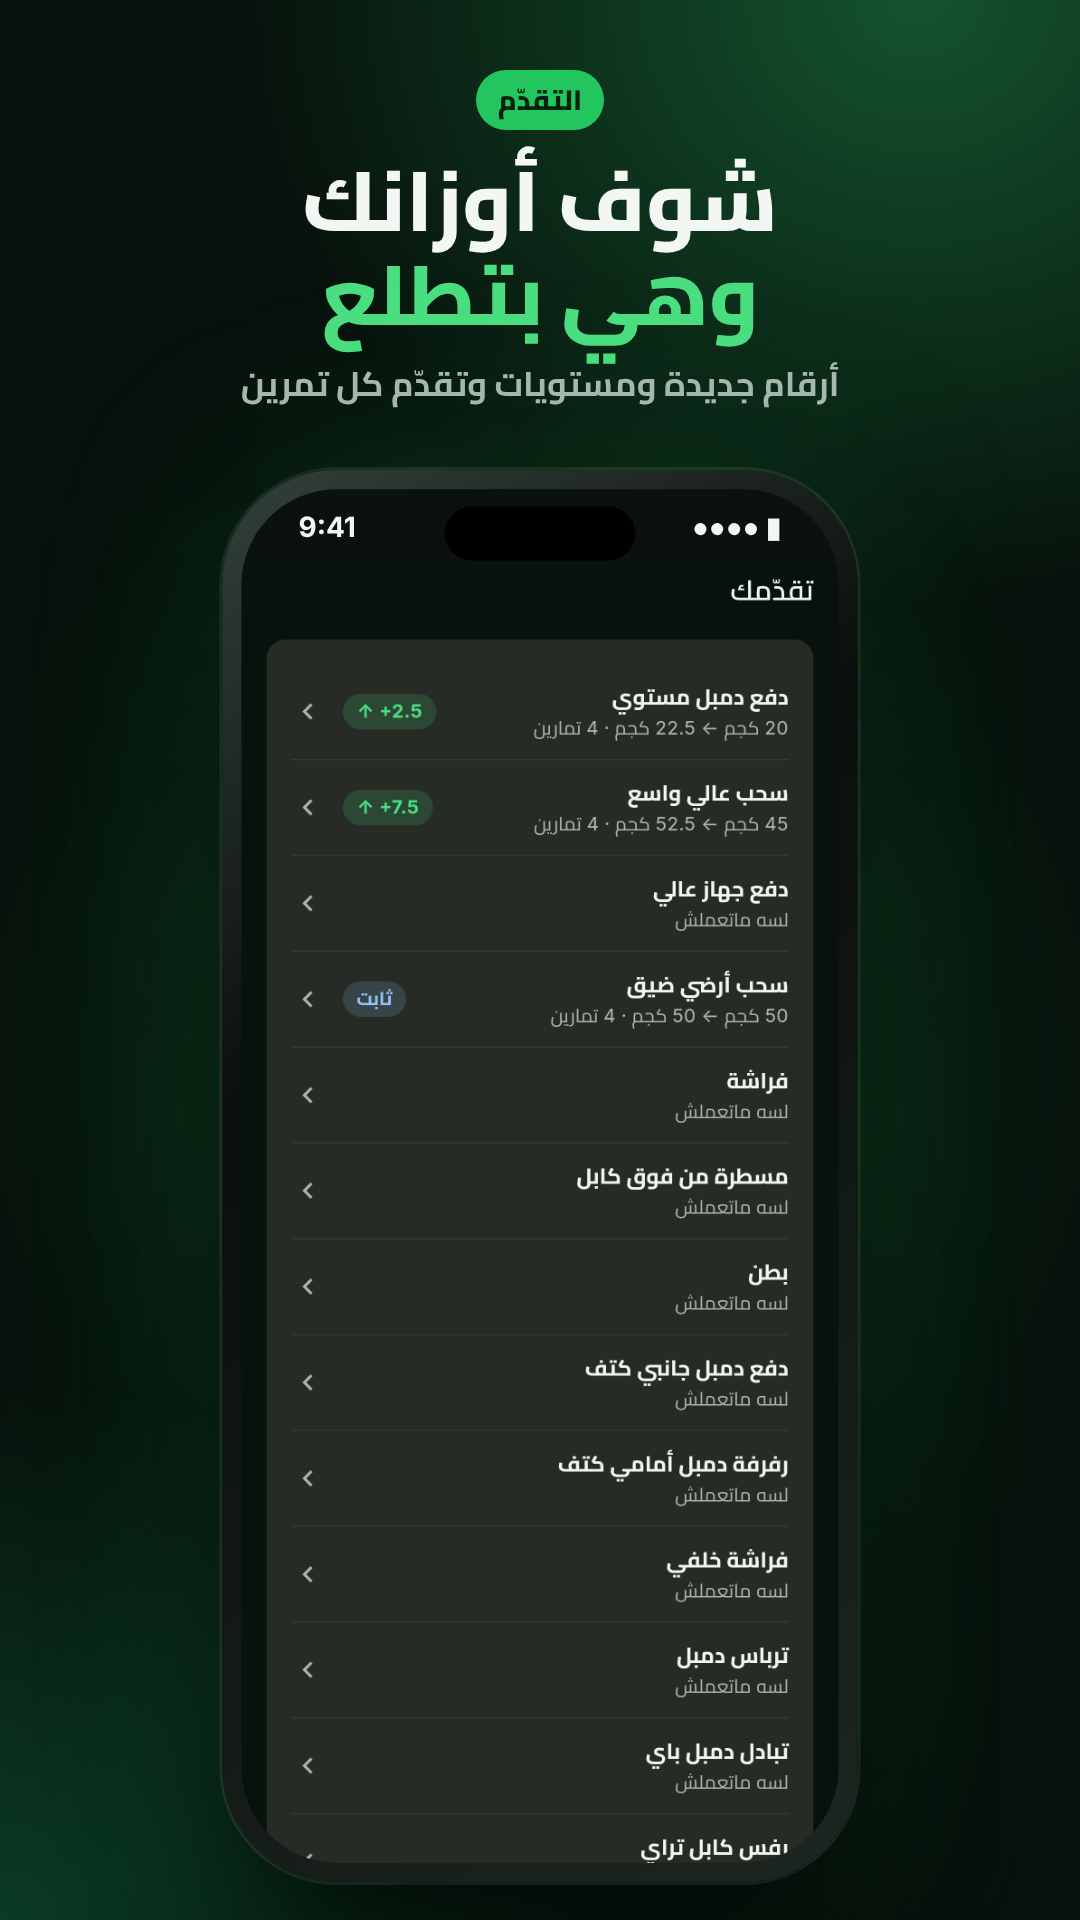 التقدّم
شوف أوزانك
وهي بتطلع
أرقام جديدة ومستويات وتقدّم كل تمرين
9:41
تقدّمك
دفع دمبل مستوي
20 كجم ← 22.5 كجم · 4 تمارين
↑ +2.5
سحب عالي واسع
45 كجم ← 52.5 كجم · 4 تمارين
↑ +7.5
دفع جهاز عالي
لسه ماتعملش
سحب أرضي ضيق
50 كجم ← 50 كجم · 4 تمارين
ثابت
فراشة
لسه ماتعملش
مسطرة من فوق كابل
لسه ماتعملش
بطن
لسه ماتعملش
دفع دمبل جانبي كتف
لسه ماتعملش
رفرفة دمبل أمامي كتف
لسه ماتعملش
فراشة خلفي
لسه ماتعملش
ترباس دمبل
لسه ماتعملش
تبادل دمبل باي
لسه ماتعملش
كابل تراي